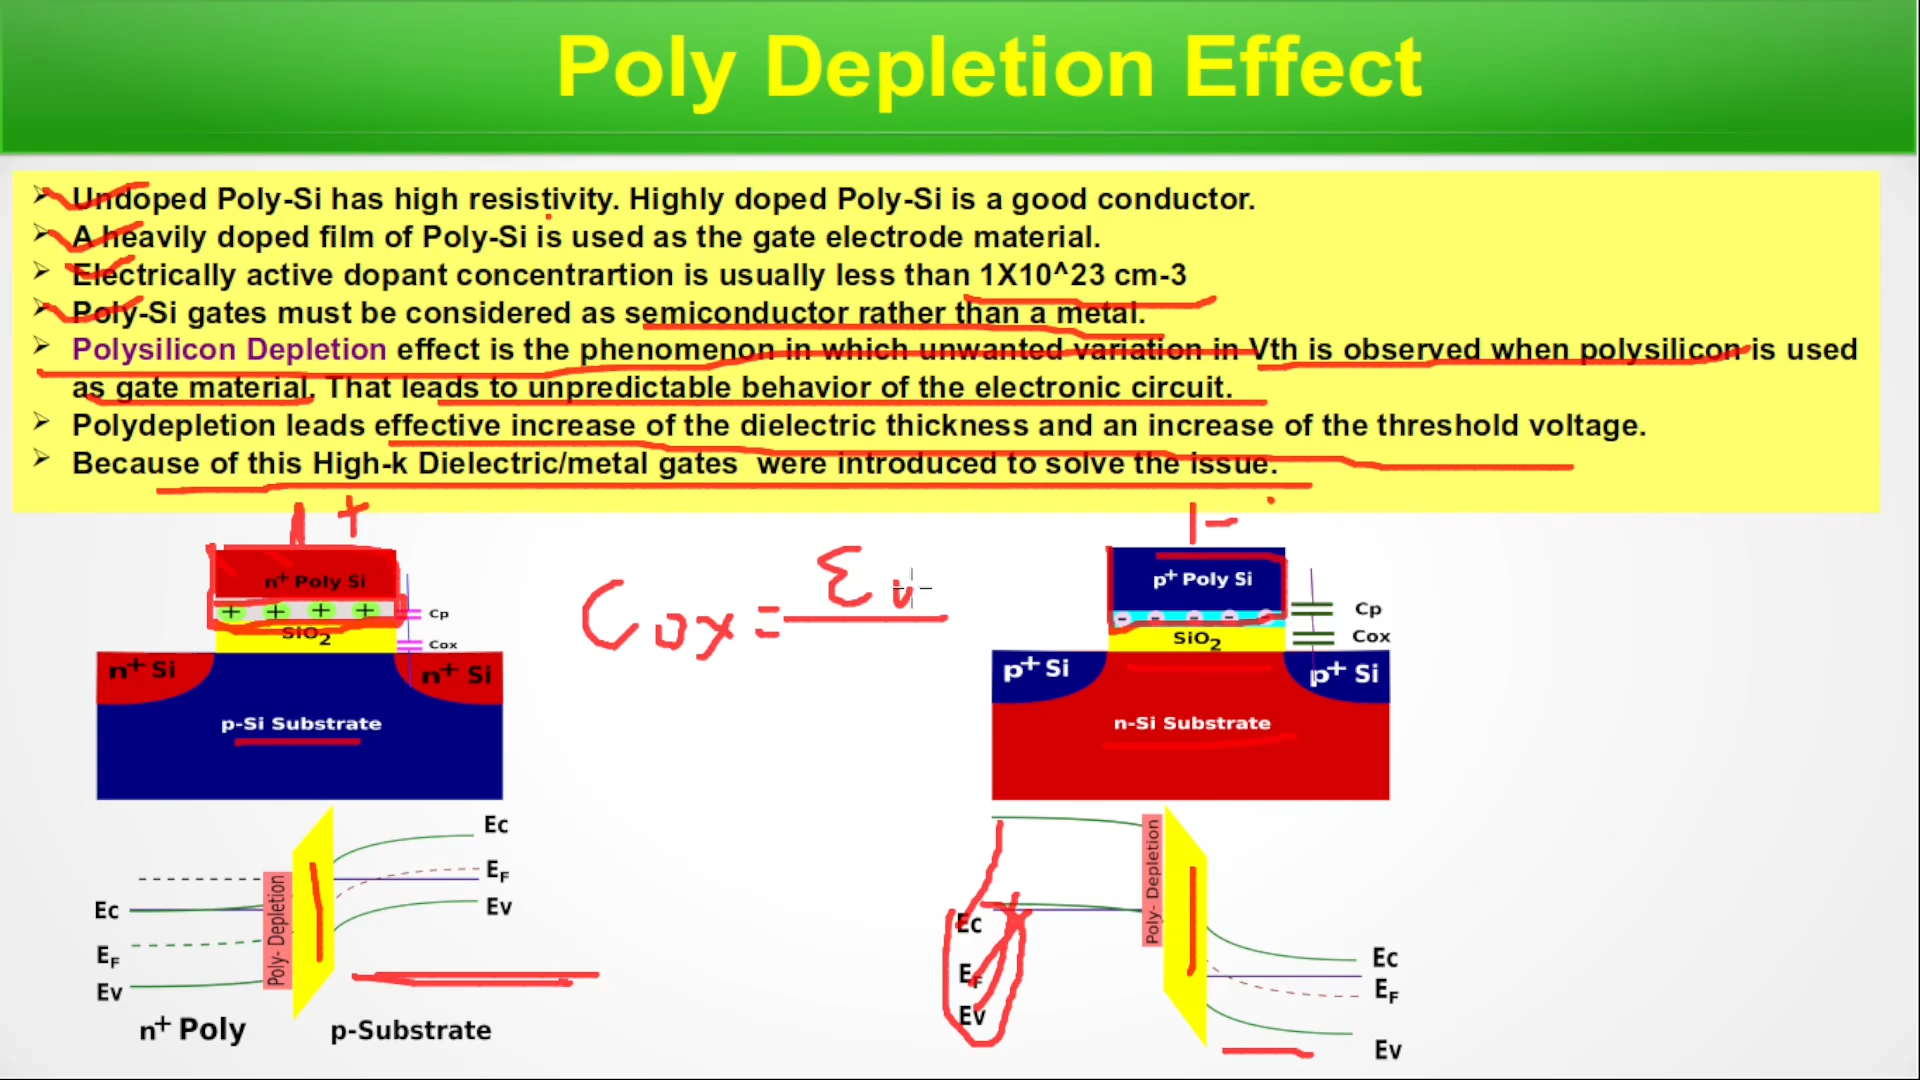 Poly Depletion Effect
➢ Undoped Poly-Si has high resistivity. Highly doped Poly-Si is a good conductor.
➢ A heavily doped film of Poly-Si is used as the gate electrode material.
➢ Electrically active dopant concentrartion is usually less than 1X10^23 cm-3
➢ Poly-Si gates must be considered as semiconductor rather than a metal.
➢ Polysilicon Depletion effect is the phenomenon in which unwanted variation in Vth is observed when polysilicon is used
as gate material. That leads to unpredictable behavior of the electronic circuit.
➢ Polydepletion leads effective increase of the dielectric thickness and an increase of the threshold voltage.
➢ Because of this High-k Dielectric/metal gates were introduced to solve the issue.
+
n+ Poly Si
+ + + +
Cp
SiO2
Cox
n+ Si
n+ Si
p-Si Substrate
Cox = ε
-
p+ Poly Si
- - - -
Cp
SiO2
Cox
p+ Si
p+ Si
n-Si Substrate
Ec
EF
Ev
Ec
EF
Ev
Poly- Depletion
n+ Poly
p-Substrate
Poly- Depletion
Ec
EF
Ev
Ec
EF
Ev